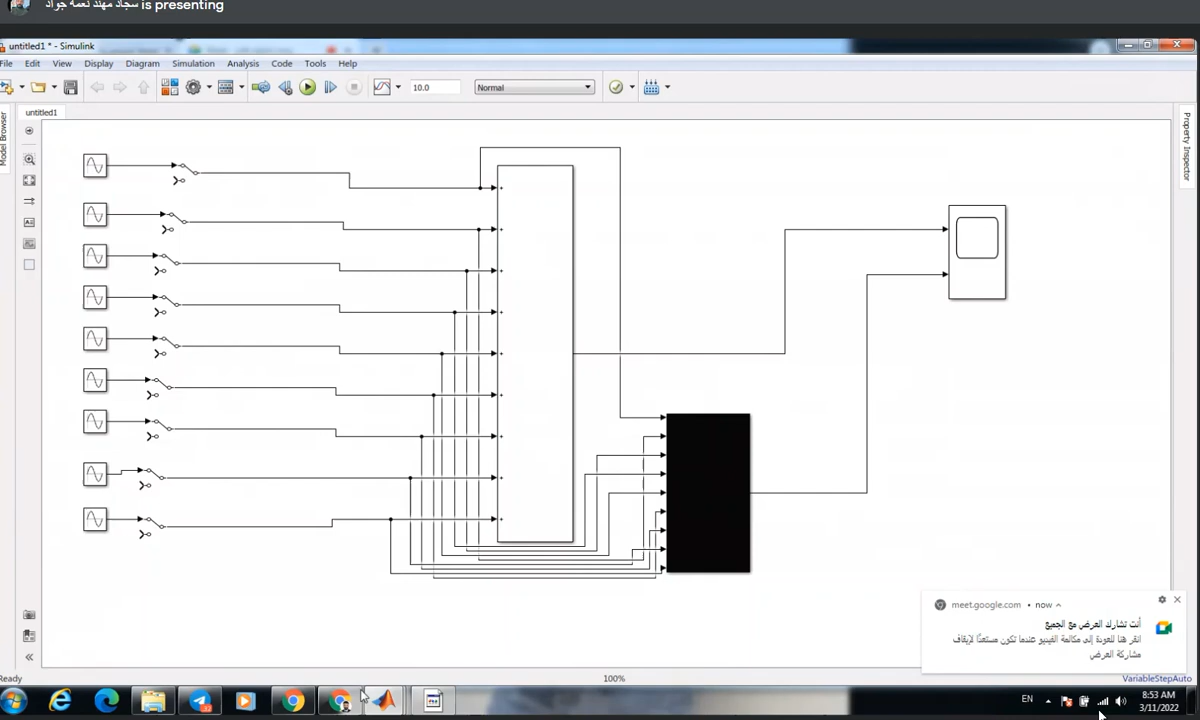 سجاد مهند نعمة جواد is presenting
untitled1 * - Simulink
File Edit View Display Diagram Simulation Analysis Code Tools Help
10.0 Normal
untitled1
Model Browser
Property Inspector
meet.google.com • now
أنت تشارك العرض مع الجميع
انقر هنا للعودة إلى مكالمة الفيديو عندما تكون مستعدًا لإيقاف
مشاركة العرض
Ready 100% VariableStepAuto
EN 8:53 AM
3/11/2022